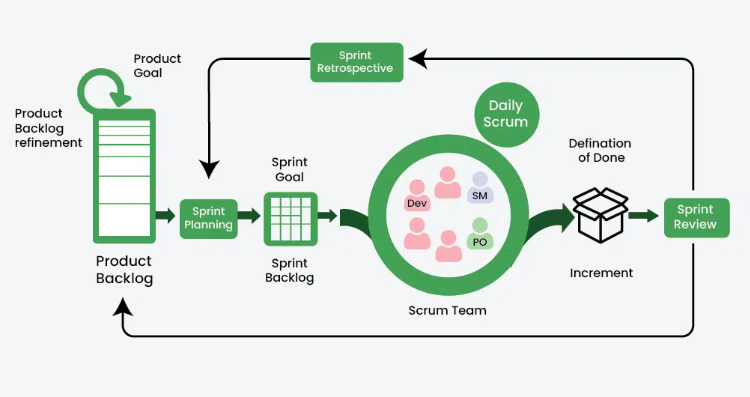 Product
Goal
Product
Backlog
refinement
Product
Backlog
Sprint
Planning
Sprint
Goal
Sprint
Backlog
Sprint
Retrospective
Daily
Scrum
Dev
SM
PO
Scrum Team
Defination
of Done
Increment
Sprint
Review